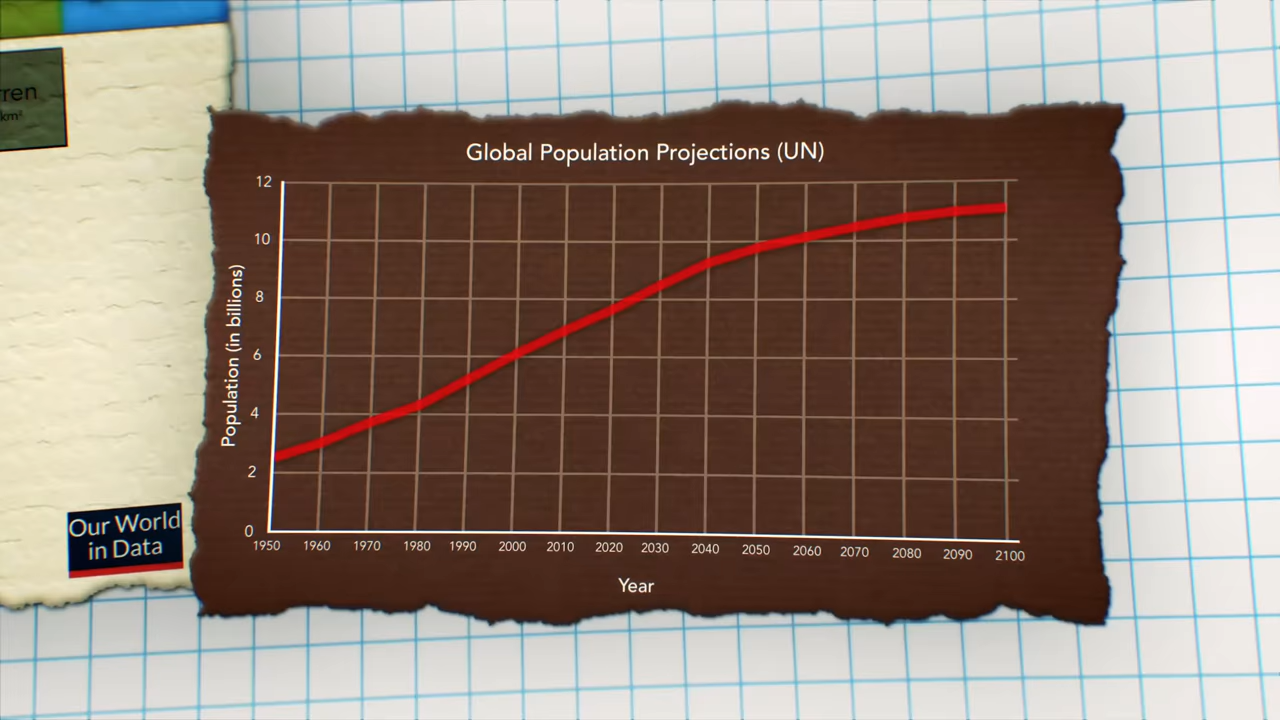 km²
Global Population Projections (UN)
12
10
8
6
4
2
0
Population (in billions)
1950 1960 1970 1980 1990 2000 2010 2020 2030 2040 2050 2060 2070 2080 2090 2100
Year
Our World
in Data